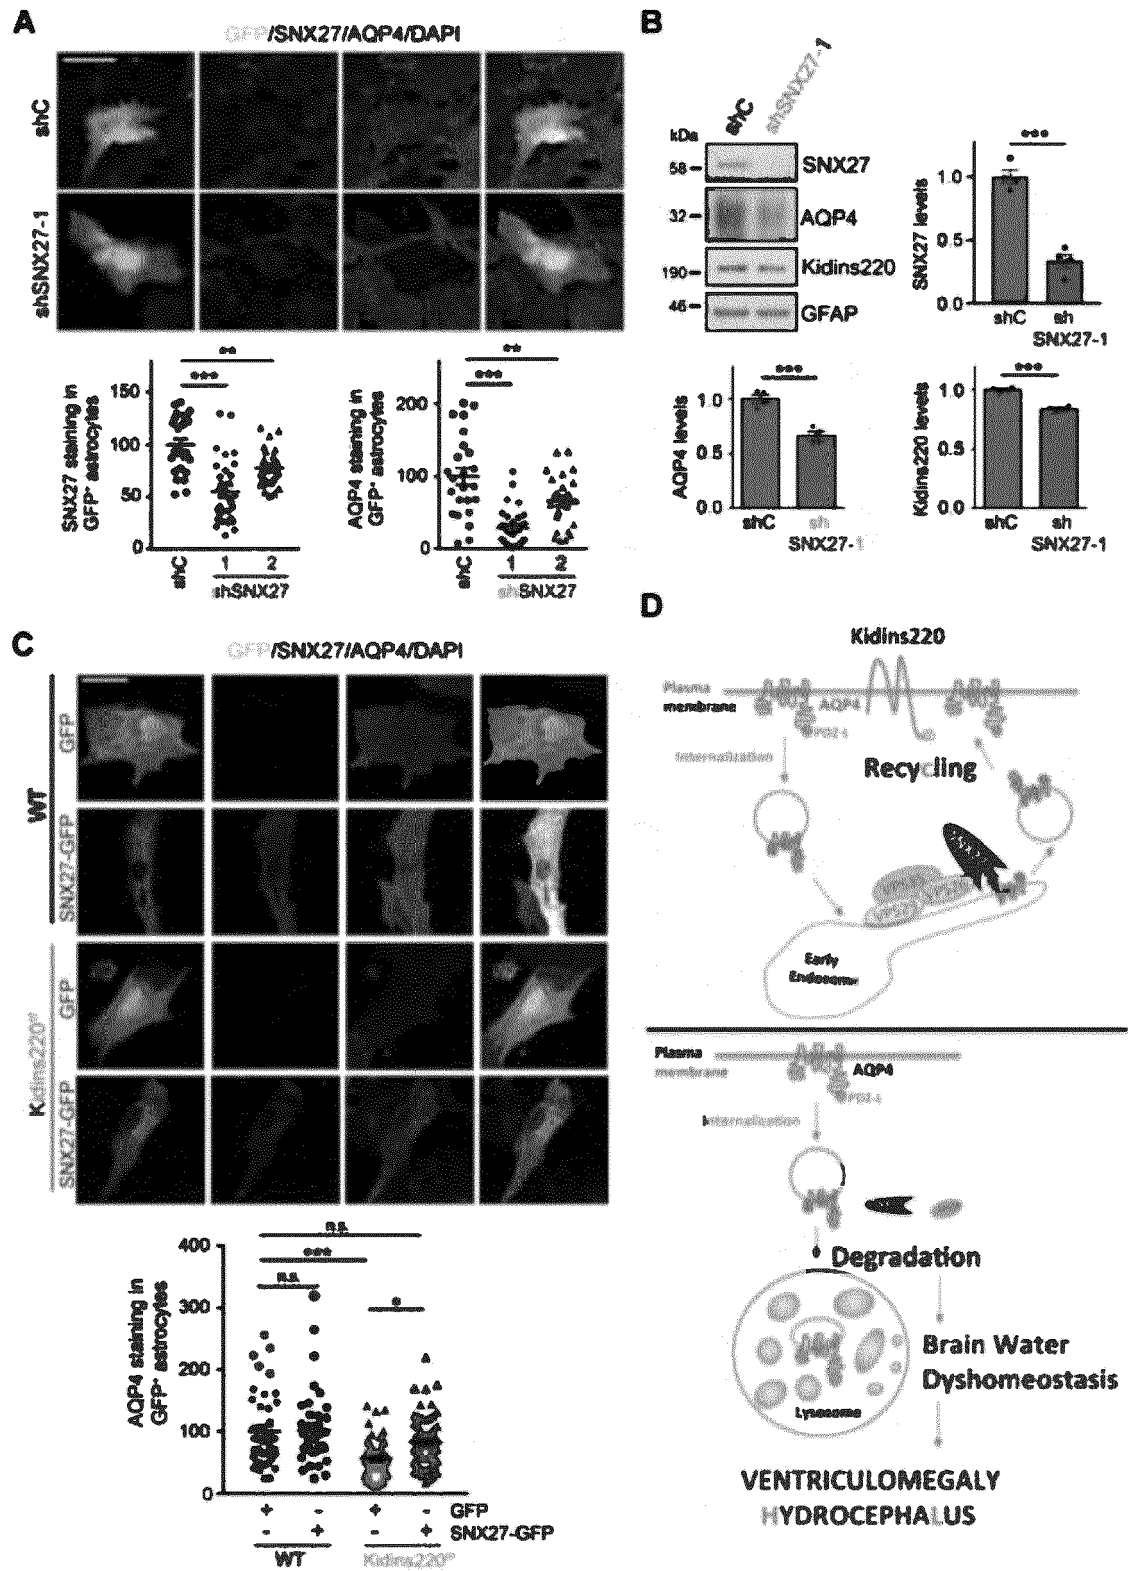 A
GFP/SNX27/AQP4/DAPI
shC
shSNX27-1
SNX27 staining in
GFP+ astrocytes
150
100
50
0
**
***
shC
1
2
shSNX27
AQP4 staining in
GFP+ astrocytes
200
100
0
**
***
shC
1
2
shSNX27
B
shC
shSNX27-1
kDa
58
SNX27
32
AQP4
190
Kidins220
46
GFAP
SNX27 levels
1.0
0.5
0.0
***
shC
sh
SNX27-1
AQP4 levels
1.0
0.5
0.0
***
shC
sh
SNX27-1
Kidins220 levels
1.0
0.5
0.0
***
shC
sh
SNX27-1
C
GFP/SNX27/AQP4/DAPI
WT
GFP
SNX27-GFP
Kidins220f/f
GFP
SNX27-GFP
AQP4 staining in
GFP+ astrocytes
400
300
200
100
0
n.s.
***
n.s.
*
+ - + - GFP
- + - + SNX27-GFP
WT
Kidins220f/f
D
Kidins220
Plasma
membrane
AQP4
PDZ-L
Internalization
Recycling
Early
Endosome
Plasma
membrane
AQP4
PDZ-L
Internalization
Degradation
Lysosome
Brain Water
Dyshomeostasis
VENTRICULOMEGALY
HYDROCEPHALUS